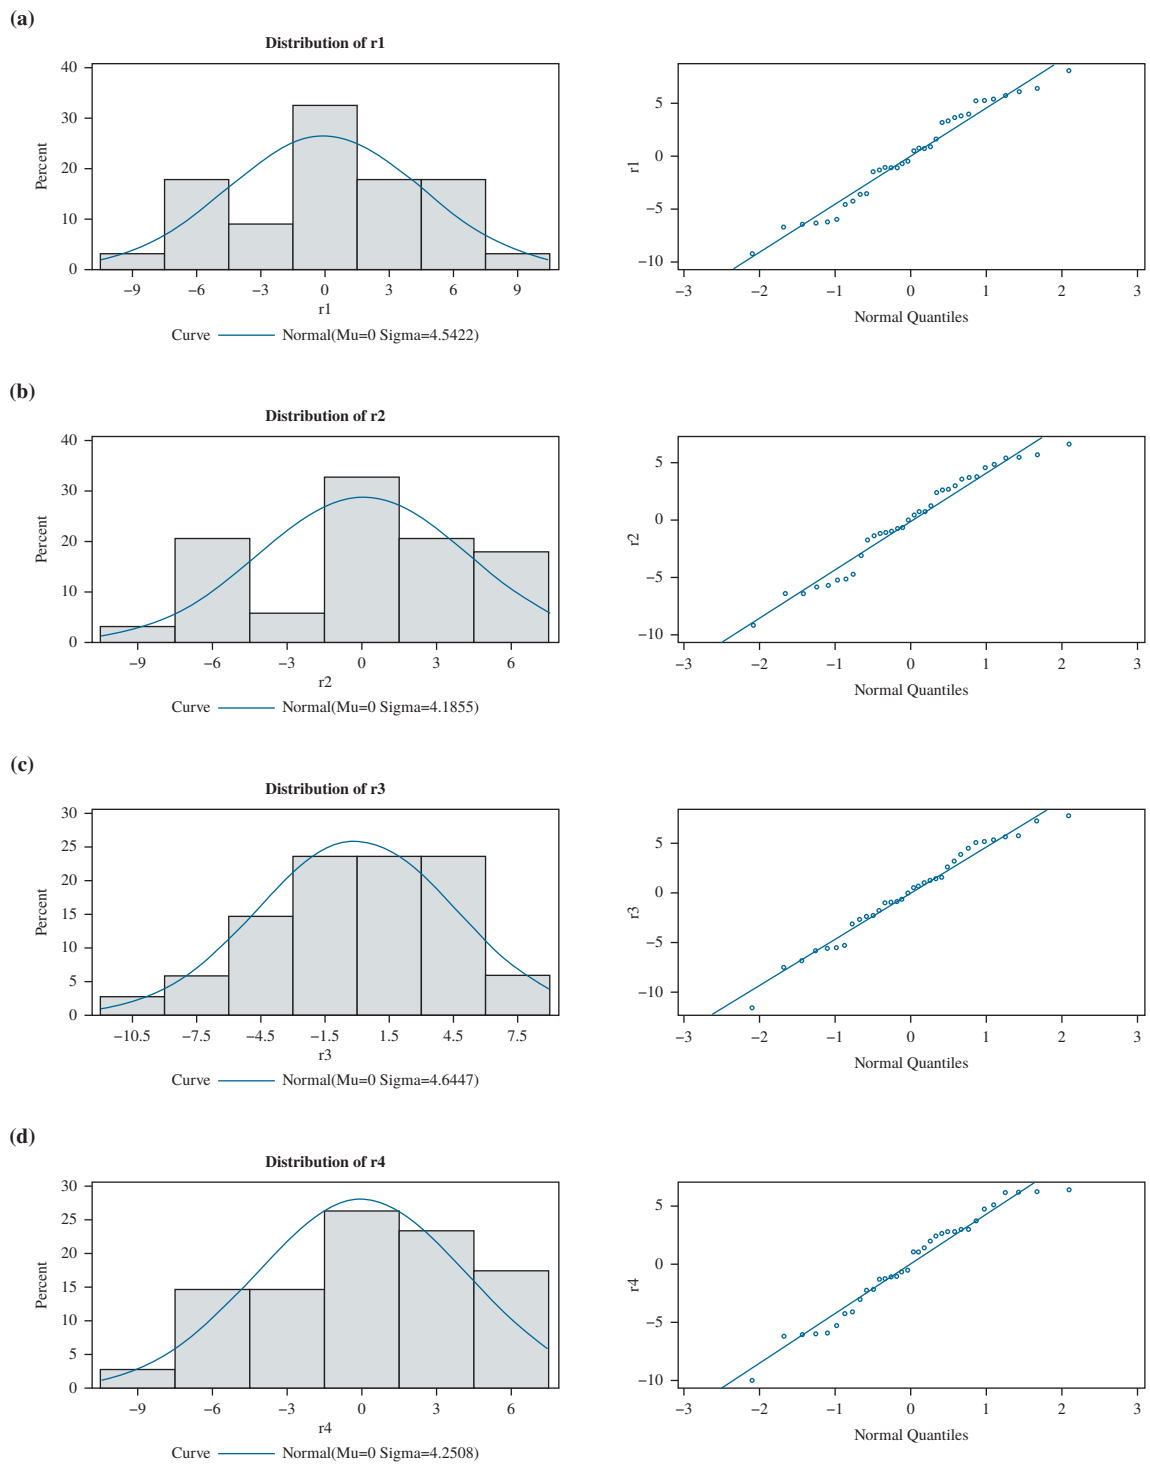 (a)
Distribution of r1
40
30
20
10
0
Percent
−9 −6 −3 0 3 6 9
r1
Curve Normal(Mu=0 Sigma=4.5422)
5
0
−5
−10
r1
−3 −2 −1 0 1 2 3
Normal Quantiles
(b)
Distribution of r2
40
30
20
10
0
Percent
−9 −6 −3 0 3 6
r2
Curve Normal(Mu=0 Sigma=4.1855)
5
0
−5
−10
r2
−3 −2 −1 0 1 2 3
Normal Quantiles
(c)
Distribution of r3
30
25
20
15
10
5
0
Percent
−10.5 −7.5 −4.5 −1.5 1.5 4.5 7.5
r3
Curve Normal(Mu=0 Sigma=4.6447)
5
0
−5
−10
r3
−3 −2 −1 0 1 2 3
Normal Quantiles
(d)
Distribution of r4
30
25
20
15
10
5
0
Percent
−9 −6 −3 0 3 6
r4
Curve Normal(Mu=0 Sigma=4.2508)
5
0
−5
−10
r4
−3 −2 −1 0 1 2 3
Normal Quantiles